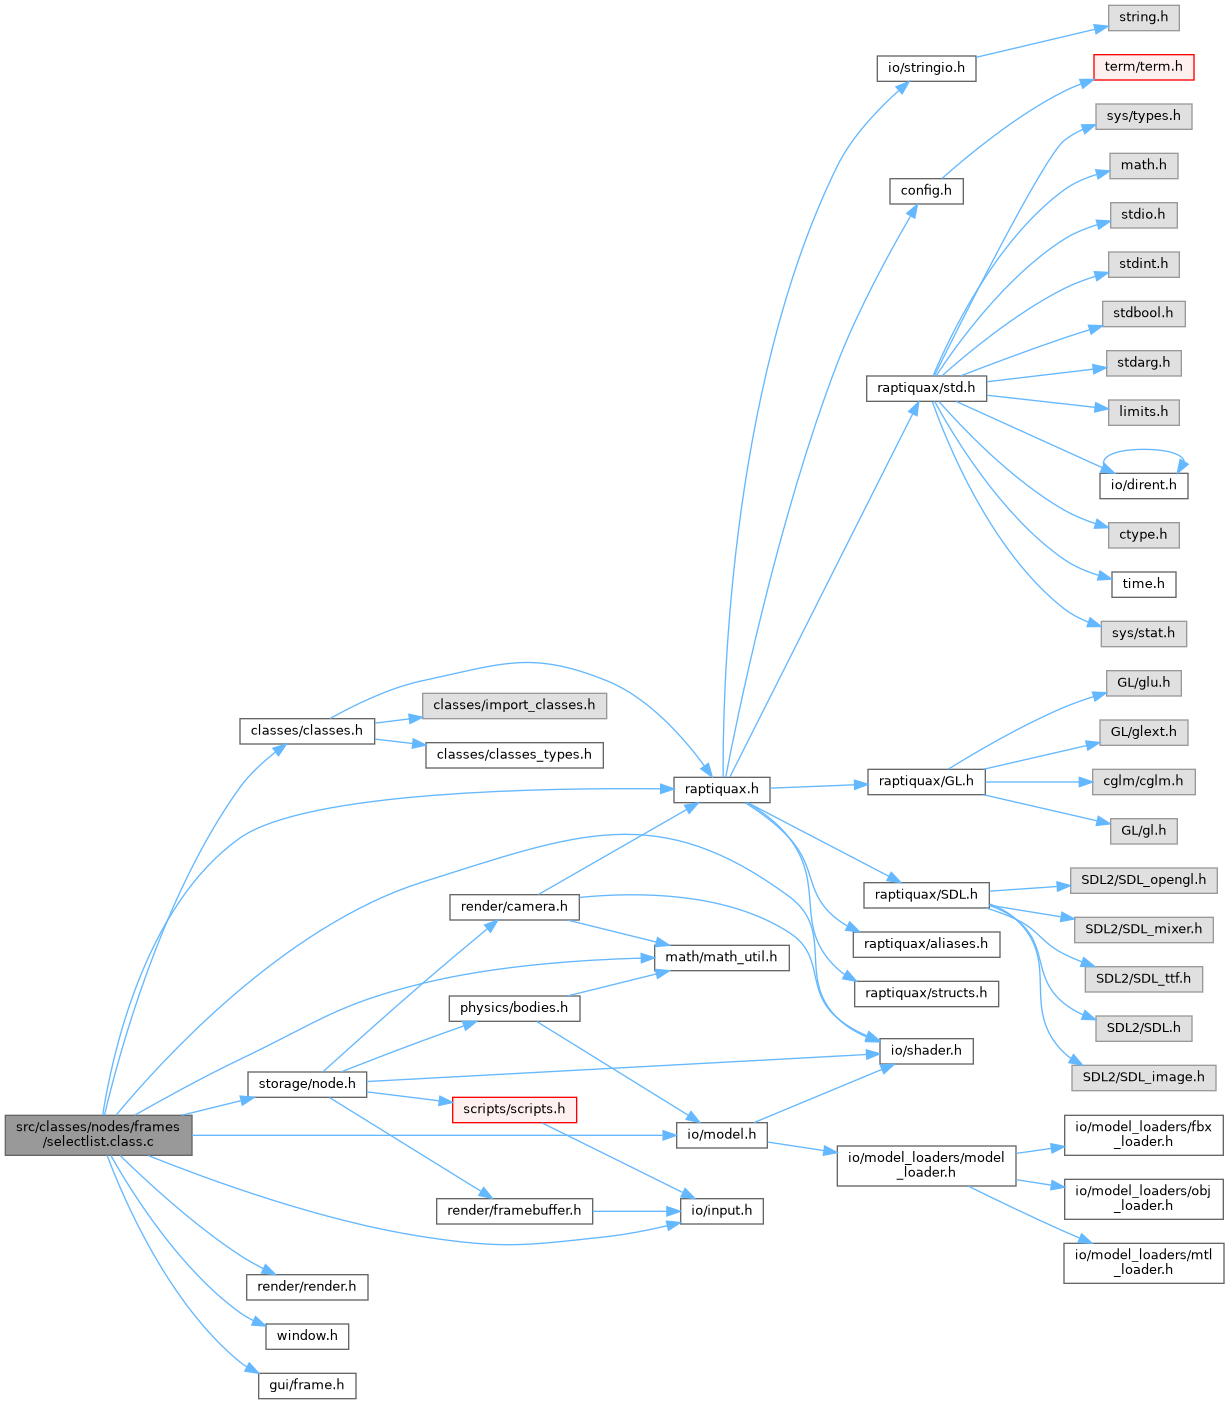 string.h
io/stringio.h
term/term.h
sys/types.h
math.h
config.h
stdio.h
stdint.h
stdbool.h
stdarg.h
raptiquax/std.h
limits.h
io/dirent.h
ctype.h
time.h
sys/stat.h
GL/glu.h
classes/import_classes.h
classes/classes.h
GL/glext.h
classes/classes_types.h
raptiquax.h
raptiquax/GL.h
cglm/cglm.h
GL/gl.h
SDL2/SDL_opengl.h
raptiquax/SDL.h
render/camera.h
SDL2/SDL_mixer.h
raptiquax/aliases.h
math/math_util.h
SDL2/SDL_ttf.h
raptiquax/structs.h
physics/bodies.h
SDL2/SDL.h
io/shader.h
SDL2/SDL_image.h
storage/node.h
scripts/scripts.h
src/classes/nodes/frames
/selectlist.class.c
io/model.h
io/model_loaders/fbx
_loader.h
io/model_loaders/model
_loader.h
io/model_loaders/obj
_loader.h
render/framebuffer.h
io/input.h
io/model_loaders/mtl
_loader.h
render/render.h
window.h
gui/frame.h